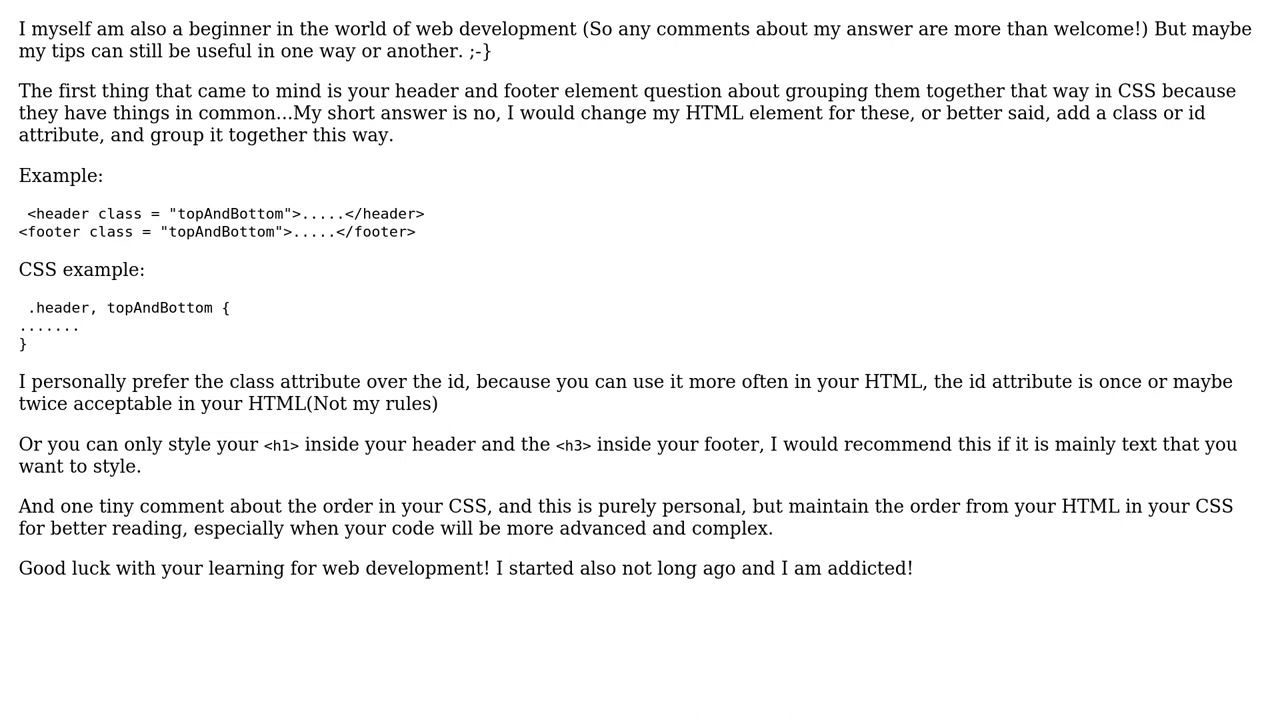 I myself am also a beginner in the world of web development (So any comments about my answer are more than welcome!) But maybe
my tips can still be useful in one way or another. ;-}
The first thing that came to mind is your header and footer element question about grouping them together that way in CSS because
they have things in common...My short answer is no, I would change my HTML element for these, or better said, add a class or id
attribute, and group it together this way.
Example:
<header class = "topAndBottom">.....</header>
<footer class = "topAndBottom">.....</footer>
CSS example:
.header, topAndBottom {
.......
}
I personally prefer the class attribute over the id, because you can use it more often in your HTML, the id attribute is once or maybe
twice acceptable in your HTML(Not my rules)
Or you can only style your <h1> inside your header and the <h3> inside your footer, I would recommend this if it is mainly text that you
want to style.
And one tiny comment about the order in your CSS, and this is purely personal, but maintain the order from your HTML in your CSS
for better reading, especially when your code will be more advanced and complex.
Good luck with your learning for web development! I started also not long ago and I am addicted!